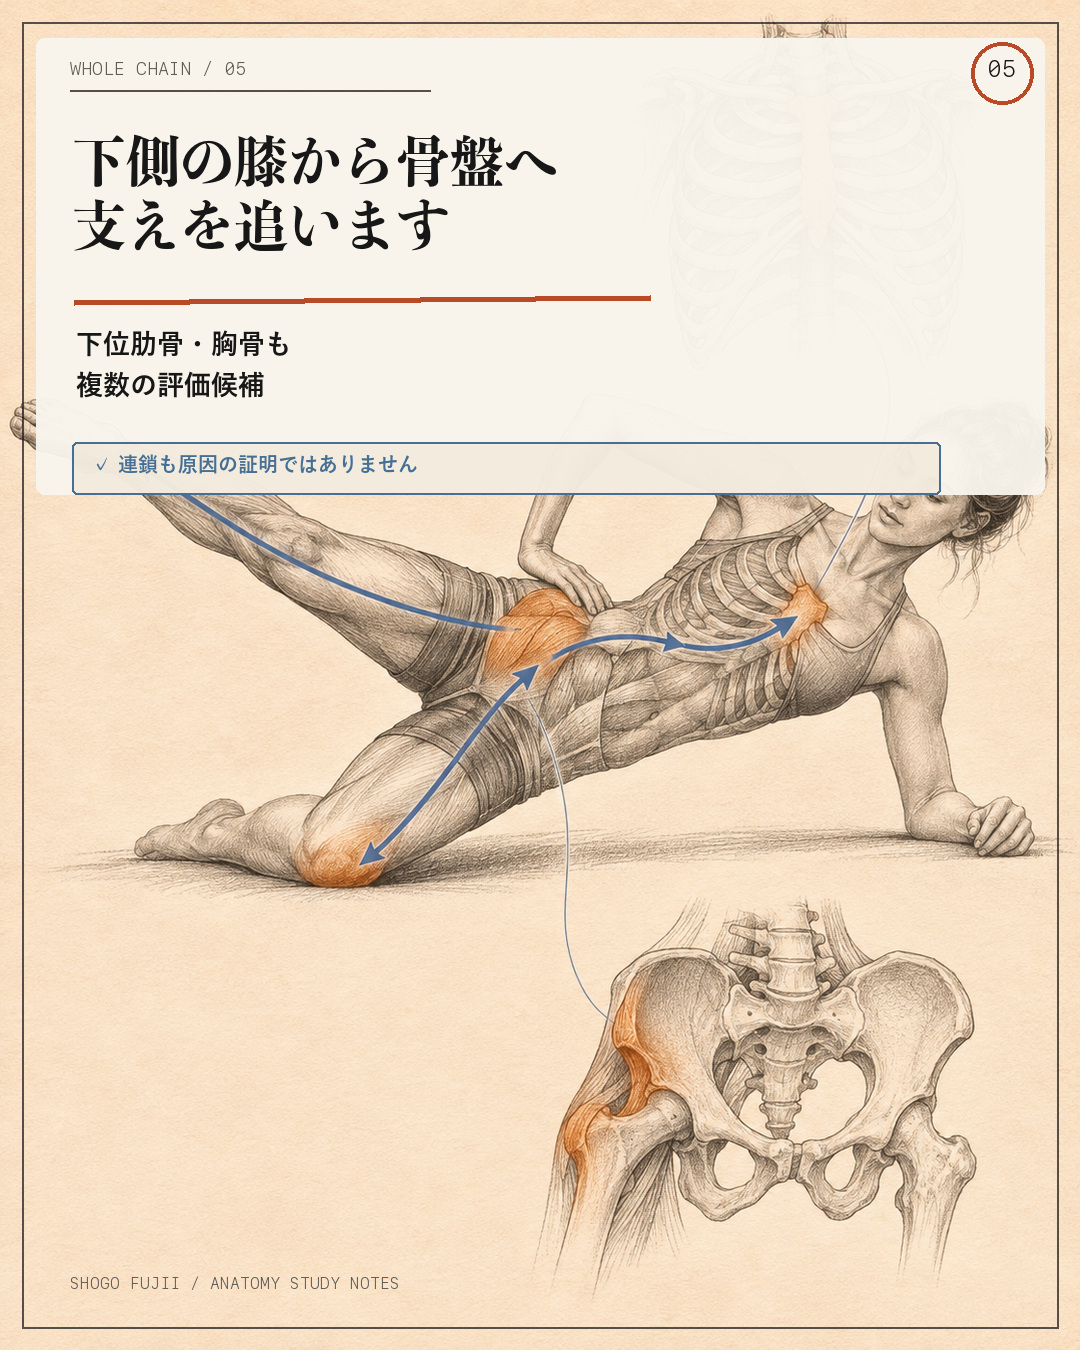 WHOLE CHAIN / 05
05
下側の膝から骨盤へ
支えを追います
下位肋骨・胸骨も
複数の評価候補
✓ 連鎖も原因の証明ではありません
SHOGO FUJII / ANATOMY STUDY NOTES